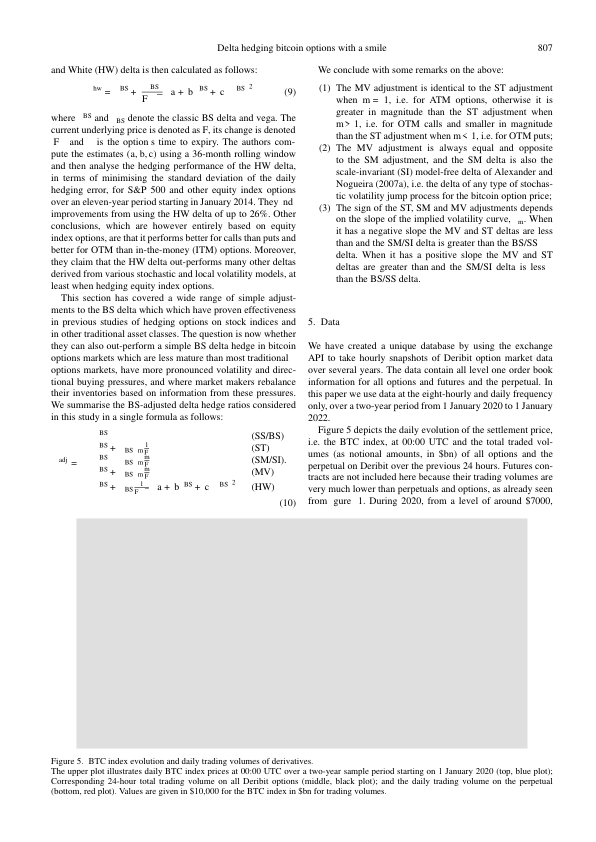 Delta hedging bitcoin options with a smile 807
and White (HW) delta is then calculated as follows:
hw = BS + BS/F a + b BS + c BS 2 (9)
where BS and BS denote the classic BS delta and vega. The
current underlying price is denoted as F, its change is denoted
F and is the option s time to expiry. The authors com-
pute the estimates (a, b, c) using a 36-month rolling window
and then analyse the hedging performance of the HW delta,
in terms of minimising the standard deviation of the daily
hedging error, for S&P 500 and other equity index options
over an eleven-year period starting in January 2014. They nd
improvements from using the HW delta of up to 26%. Other
conclusions, which are however entirely based on equity
index options, are that it performs better for calls than puts and
better for OTM than in-the-money (ITM) options. Moreover,
they claim that the HW delta out-performs many other deltas
derived from various stochastic and local volatility models, at
least when hedging equity index options.
This section has covered a wide range of simple adjust-
ments to the BS delta which which have proven effectiveness
in previous studies of hedging options on stock indices and
in other traditional asset classes. The question is now whether
they can also out-perform a simple BS delta hedge in bitcoin
options markets which are less mature than most traditional
options markets, have more pronounced volatility and direc-
tional buying pressures, and where market makers rebalance
their inventories based on information from these pressures.
We summarise the BS-adjusted delta hedge ratios considered
in this study in a single formula as follows:
adj =
BS (SS/BS)
BS + BS m 1/F (ST)
BS BS m m/F (SM/SI).
BS + BS m m/F (MV)
BS + BS 1/F a + b BS + c BS 2 (HW)
(10)
We conclude with some remarks on the above:
(1) The MV adjustment is identical to the ST adjustment
when m = 1, i.e. for ATM options, otherwise it is
greater in magnitude than the ST adjustment when
m > 1, i.e. for OTM calls and smaller in magnitude
than the ST adjustment when m < 1, i.e. for OTM puts;
(2) The MV adjustment is always equal and opposite
to the SM adjustment, and the SM delta is also the
scale-invariant (SI) model-free delta of Alexander and
Nogueira (2007a), i.e. the delta of any type of stochas-
tic volatility jump process for the bitcoin option price;
(3) The sign of the ST, SM and MV adjustments depends
on the slope of the implied volatility curve, m. When
it has a negative slope the MV and ST deltas are less
than and the SM/SI delta is greater than the BS/SS
delta. When it has a positive slope the MV and ST
deltas are greater than and the SM/SI delta is less
than the BS/SS delta.
5. Data
We have created a unique database by using the exchange
API to take hourly snapshots of Deribit option market data
over several years. The data contain all level one order book
information for all options and futures and the perpetual. In
this paper we use data at the eight-hourly and daily frequency
only, over a two-year period from 1 January 2020 to 1 January
2022.
Figure 5 depicts the daily evolution of the settlement price,
i.e. the BTC index, at 00:00 UTC and the total traded vol-
umes (as notional amounts, in $bn) of all options and the
perpetual on Deribit over the previous 24 hours. Futures con-
tracts are not included here because their trading volumes are
very much lower than perpetuals and options, as already seen
from gure 1. During 2020, from a level of around $7000,
Figure 5. BTC index evolution and daily trading volumes of derivatives.
The upper plot illustrates daily BTC index prices at 00:00 UTC over a two-year sample period starting on 1 January 2020 (top, blue plot);
Corresponding 24-hour total trading volume on all Deribit options (middle, black plot); and the daily trading volume on the perpetual
(bottom, red plot). Values are given in $10,000 for the BTC index in $bn for trading volumes.